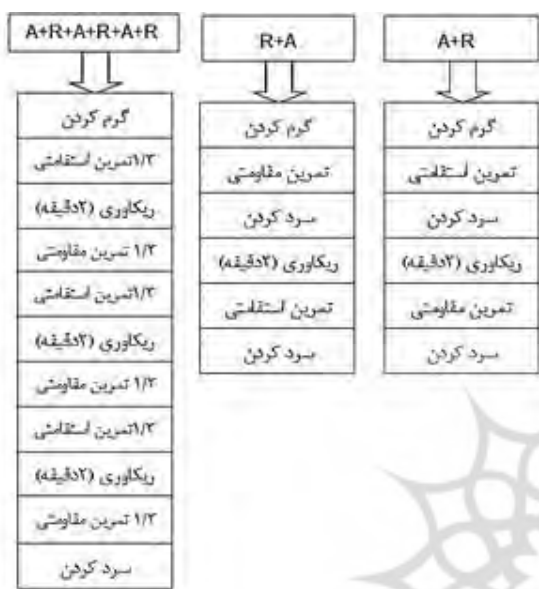 A+R
گرم کردن
تمرین استقامتی
سرد کردن
ریکاوری (۲دقیقه)
تمرین مقاومتی
سرد کردن
R+A
گرم کردن
تمرین مقاومتی
سرد کردن
ریکاوری (۲دقیقه)
تمرین استقامتی
سرد کردن
A+R+A+R+A+R
گرم کردن
۱/۳تمرین استقامتی
ریکاوری (۲دقیقه)
۱/۳ تمرین مقاومتی
۱/۳تمرین استقامتی
ریکاوری (۲دقیقه)
۱/۳ تمرین مقاومتی
۱/۳تمرین استقامتی
ریکاوری (۲دقیقه)
۱/۳ تمرین مقاومتی
سرد کردن